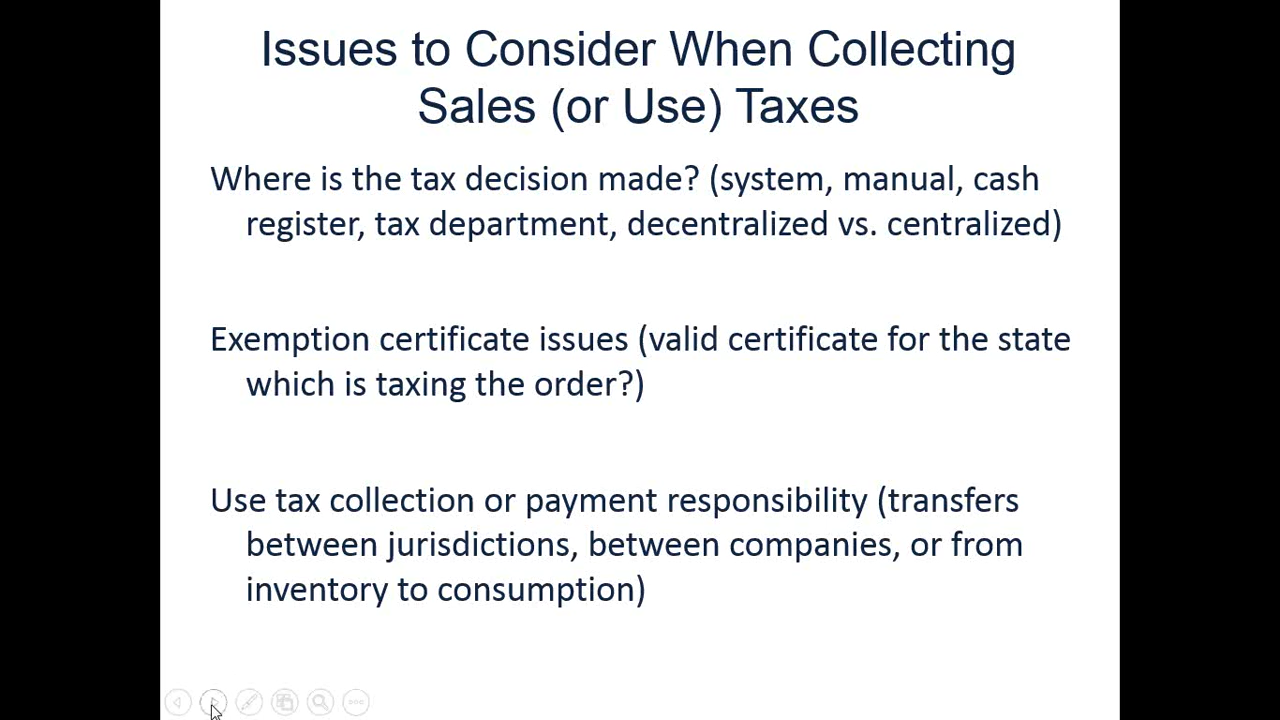 Issues to Consider When Collecting
Sales (or Use) Taxes
Where is the tax decision made? (system, manual, cash
register, tax department, decentralized vs. centralized)
Exemption certificate issues (valid certificate for the state
which is taxing the order?)
Use tax collection or payment responsibility (transfers
between jurisdictions, between companies, or from
inventory to consumption)